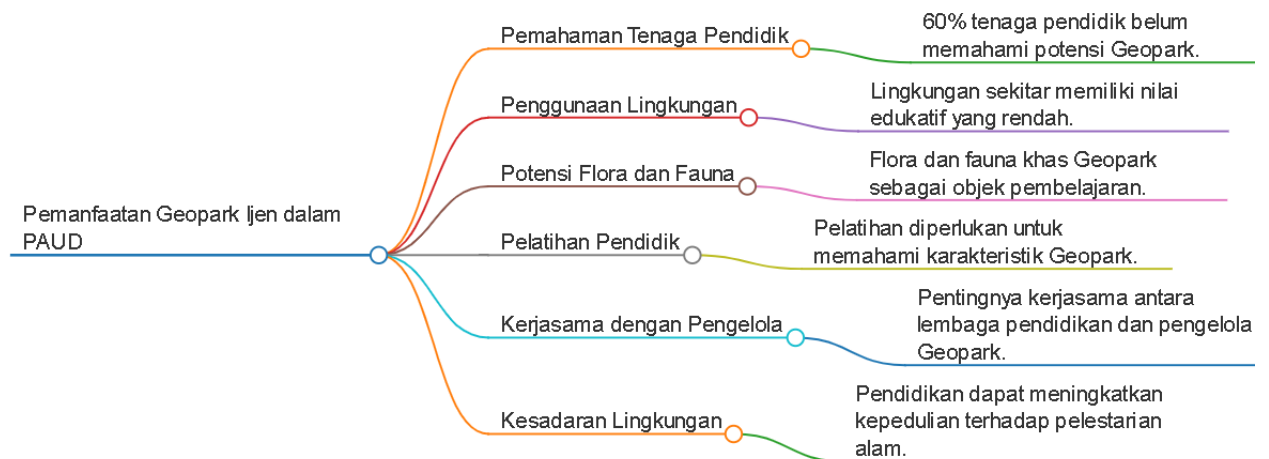 Pemanfaatan Geopark Ijen dalam
PAUD
Pemahaman Tenaga Pendidik
60% tenaga pendidik belum
memahami potensi Geopark.
Penggunaan Lingkungan
Lingkungan sekitar memiliki nilai
edukatif yang rendah.
Potensi Flora dan Fauna
Flora dan fauna khas Geopark
sebagai objek pembelajaran.
Pelatihan Pendidik
Pelatihan diperlukan untuk
memahami karakteristik Geopark.
Kerjasama dengan Pengelola
Pentingnya kerjasama antara
lembaga pendidikan dan pengelola
Geopark.
Kesadaran Lingkungan
Pendidikan dapat meningkatkan
kepedulian terhadap pelestarian
alam.